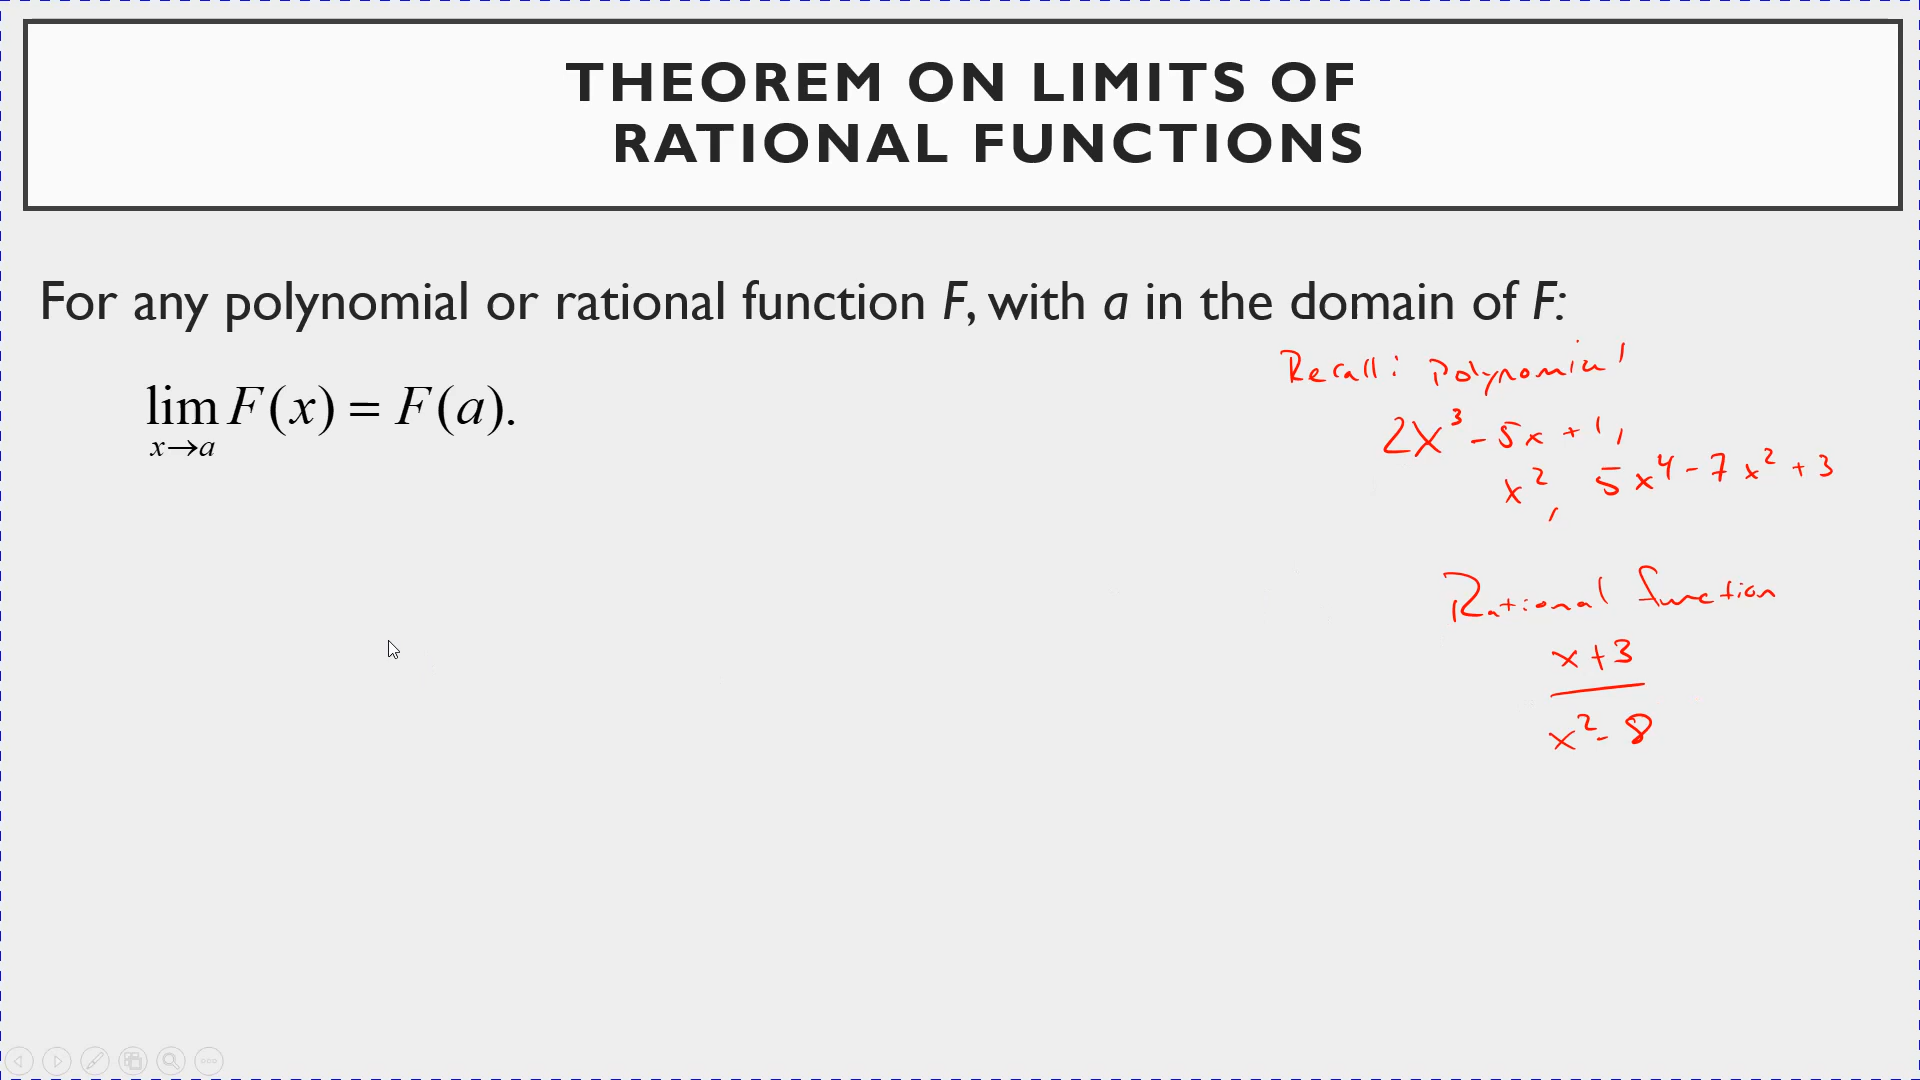 THEOREM ON LIMITS OF
RATIONAL FUNCTIONS
For any polynomial or rational function F, with a in the domain of F:
lim F(x) = F(a).
x→a
Recall: Polynomial
2x³ - 5x + 1,
x², 5x⁴ - 7x² + 3
Rational function
x + 3
x² - 8